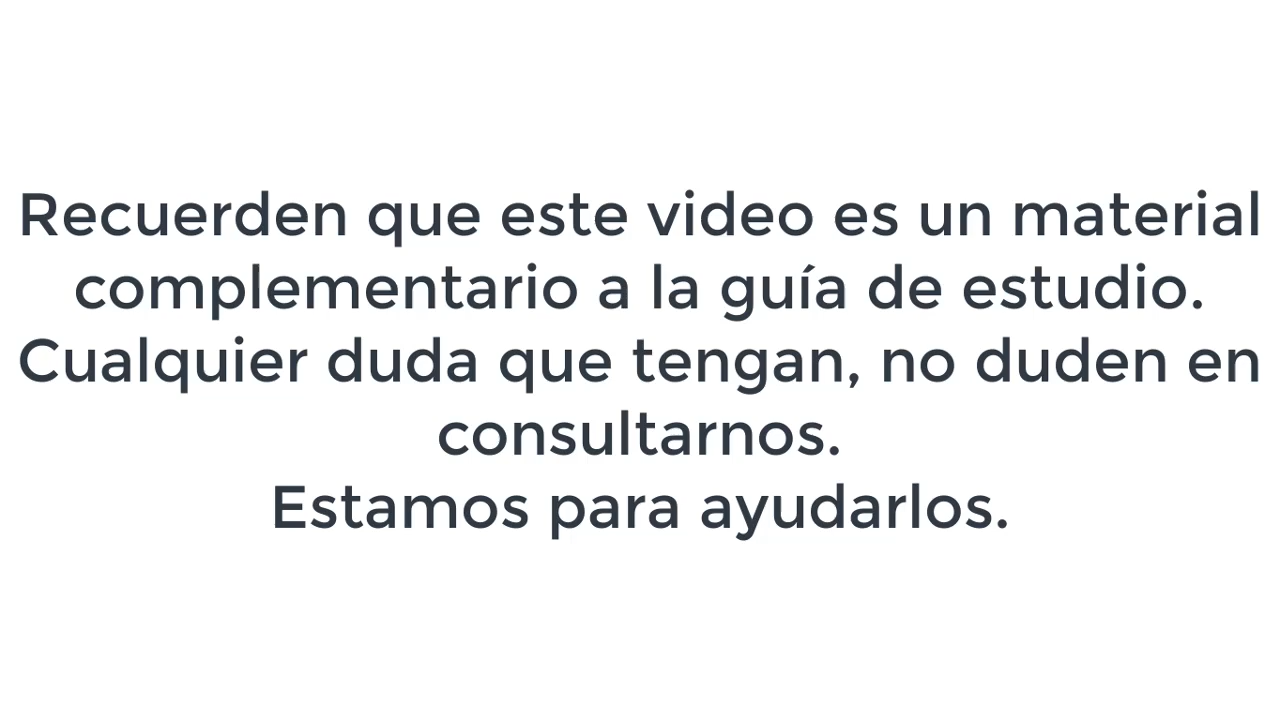 Recuerden que este video es un material
complementario a la guía de estudio.
Cualquier duda que tengan, no duden en
consultarnos.
Estamos para ayudarlos.